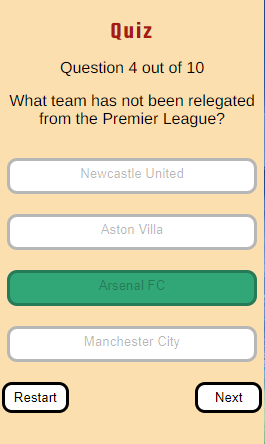 Quiz
Question 4 out of 10
What team has not been relegated
from the Premier League?
Newcastle United
Aston Villa
Arsenal FC
Manchester City
Restart
Next